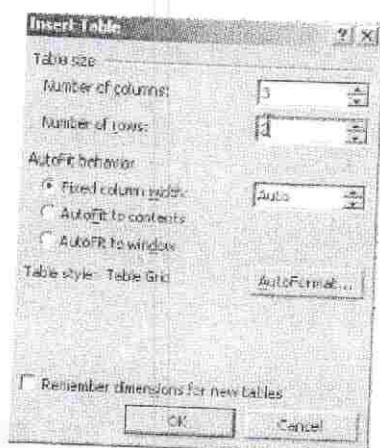 Insert Table
? X
Table size
Number of columns: 3
Number of rows:
AutoFit behavior
Fixed column width: Auto
AutoFit to contents
AutoFit to window
Table style: Table Grid AutoFormat...
Remember dimensions for new tables
OK Cancel